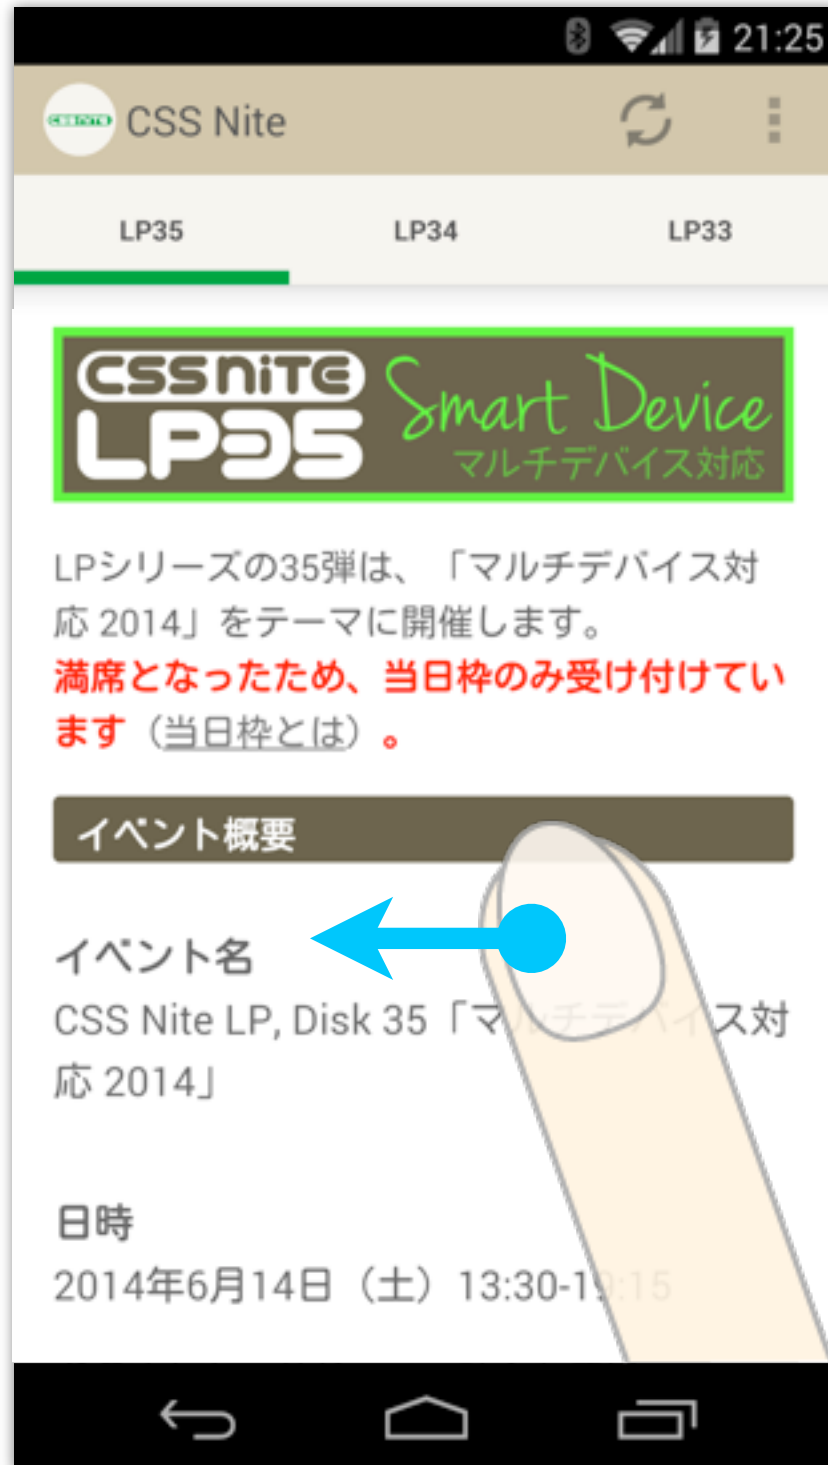 21:25
CSS Nite
LP35 LP34 LP33
CSS NITE
LP35
Smart Device
マルチデバイス対応
LPシリーズの35弾は、「マルチデバイス対
応 2014」をテーマに開催します。
満席となったため、当日枠のみ受け付けてい
ます（当日枠とは）。
イベント概要
イベント名
CSS Nite LP, Disk 35「マルチデバイス対
応 2014」
日時
2014年6月14日（土）13:30-19:15